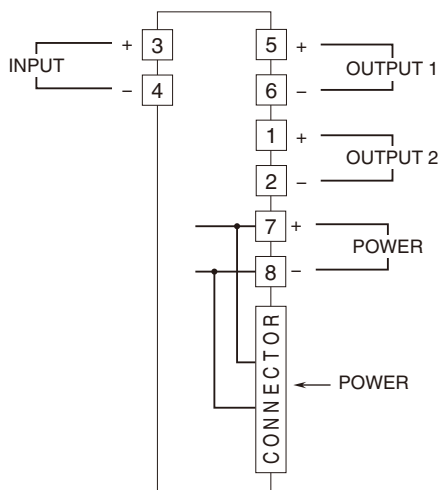 INPUT
+ 3
− 4
5 +
6 −
OUTPUT 1
1 +
2 −
OUTPUT 2
7 +
8 −
POWER
CONNECTOR
POWER